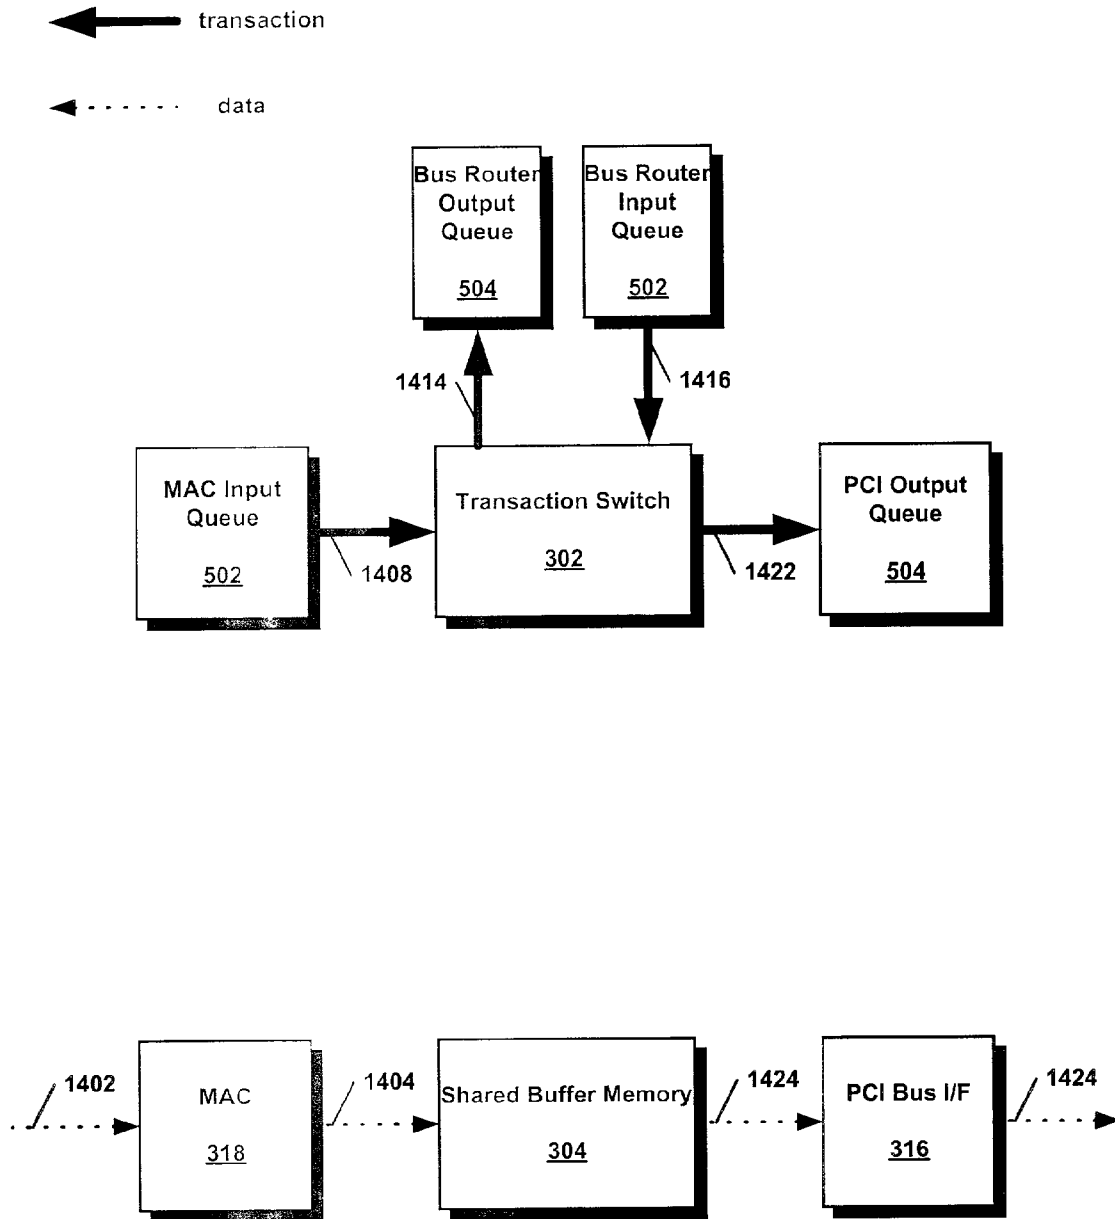 transaction
data
Bus Router
Output
Queue
504
Bus Router
Input
Queue
502
1414
1416
MAC Input
Queue
502
1408
Transaction Switch
302
1422
PCI Output
Queue
504
1402
MAC
318
1404
Shared Buffer Memory
304
1424
PCI Bus I/F
316
1424